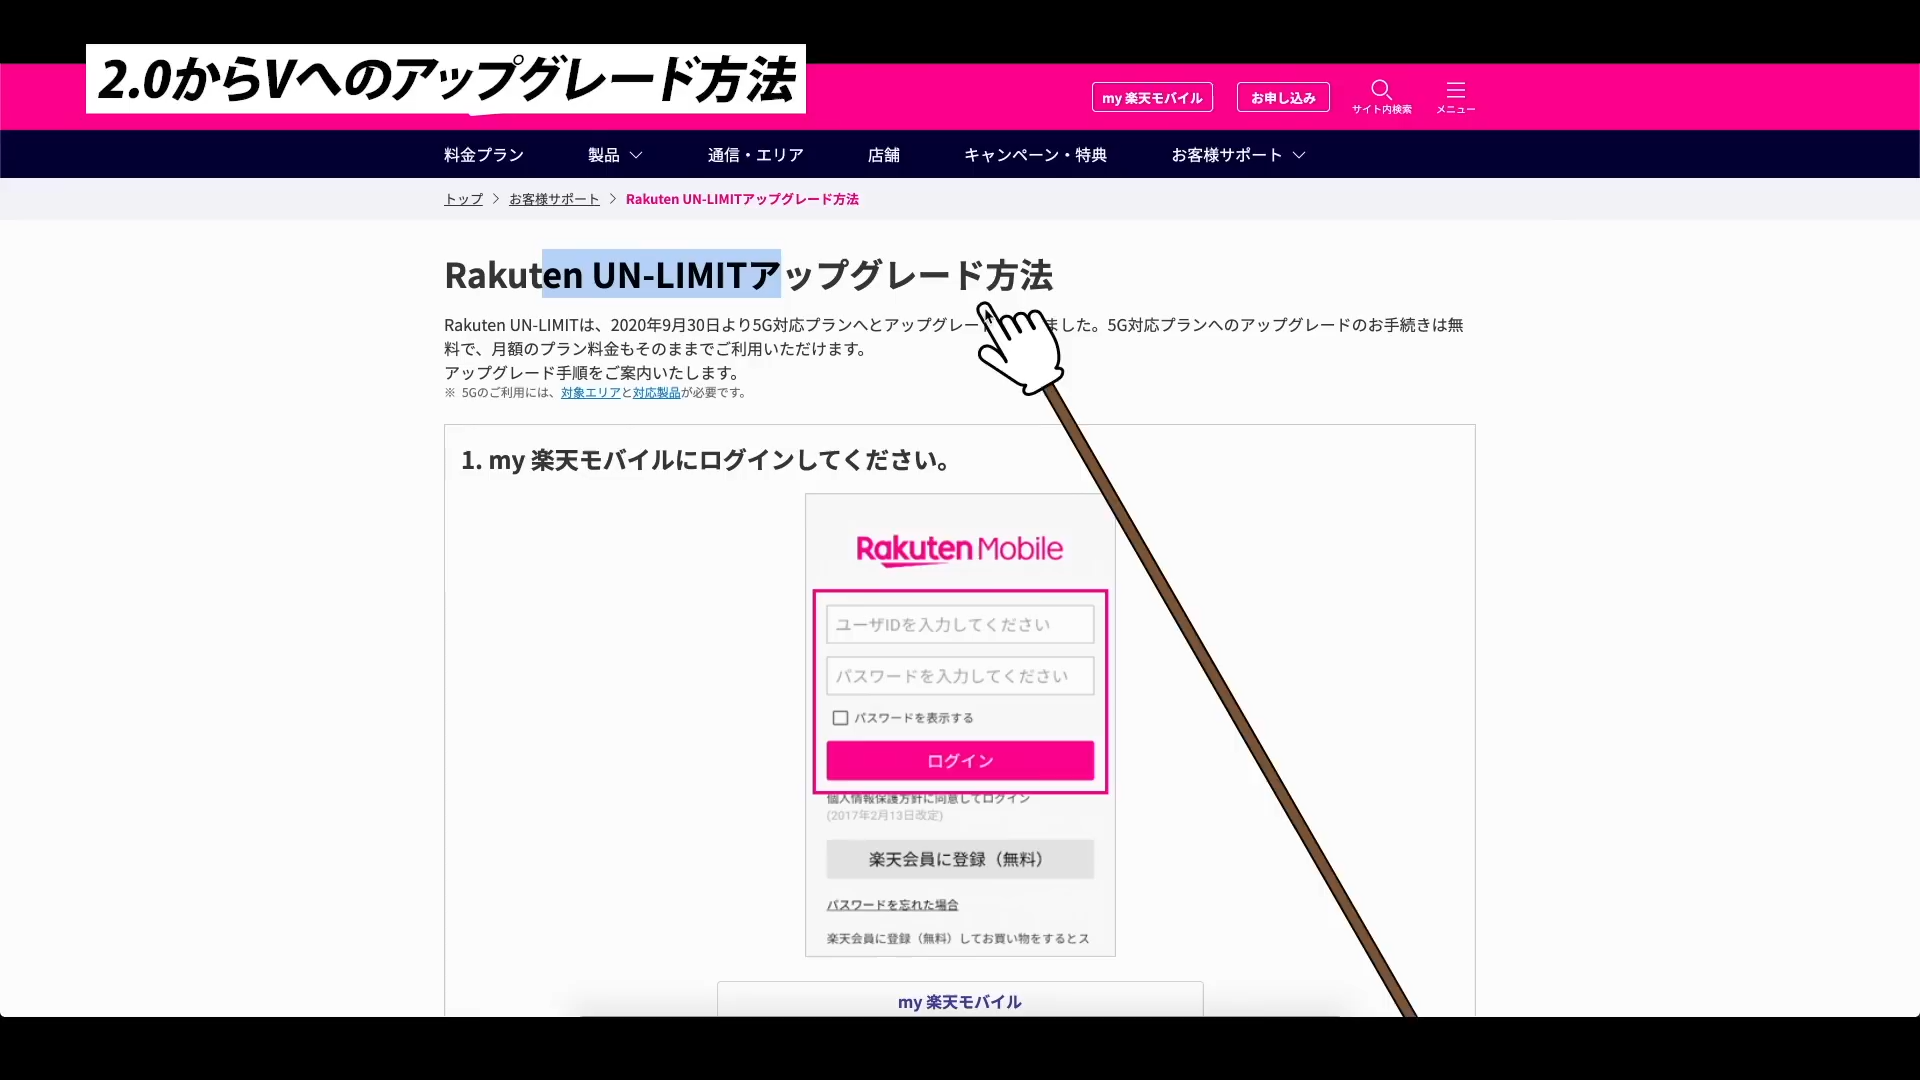 2.0からVへのアップグレード方法
my 楽天モバイル
お申し込み
サイト内検索
メニュー
料金プラン
製品
通信・エリア
店舗
キャンペーン・特典
お客様サポート
トップ
お客様サポート
Rakuten UN-LIMITアップグレード方法
Rakuten UN-LIMITアップグレード方法
Rakuten UN-LIMITは、2020年9月30日より5G対応プランへとアップグレー ました。5G対応プランへのアップグレードのお手続きは無
料で、月額のプラン料金もそのままでご利用いただけます。
アップグレード手順をご案内いたします。
※ 5Gのご利用には、対象エリアと対応製品が必要です。
1. my 楽天モバイルにログインしてください。
Rakuten Mobile
ユーザIDを入力してください
パスワードを入力してください
パスワードを表示する
ログイン
個人情報保護方針に同意してログイン
(2017年2月13日改定)
楽天会員に登録（無料）
パスワードを忘れた場合
楽天会員に登録（無料）してお買い物をするとス
my 楽天モバイル